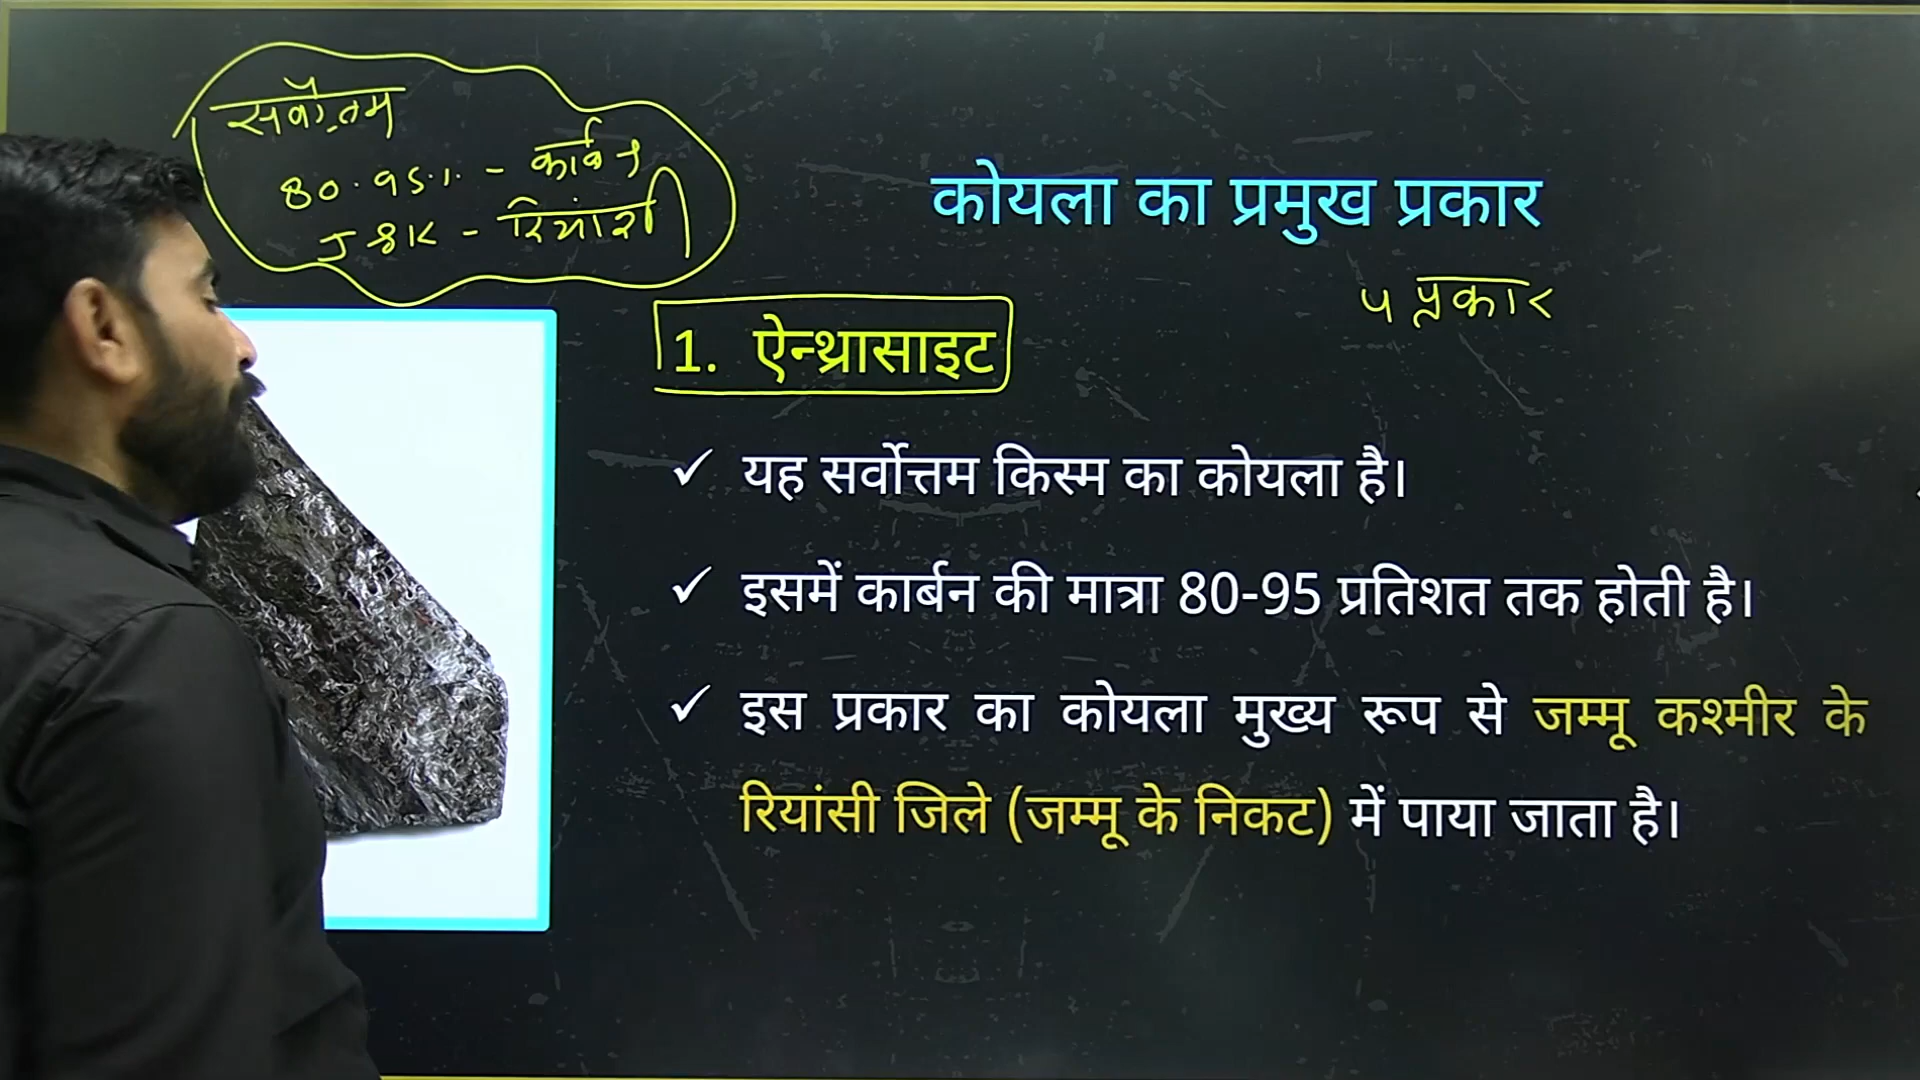 सर्वोत्तम
80-95% - कार्बन
J&K - रियांशी
कोयला का प्रमुख प्रकार
4 प्रकार
1. ऐन्थ्रासाइट
✓ यह सर्वोत्तम किस्म का कोयला है।
✓ इसमें कार्बन की मात्रा 80-95 प्रतिशत तक होती है।
✓ इस प्रकार का कोयला मुख्य रूप से जम्मू कश्मीर के
रियांसी जिले (जम्मू के निकट) में पाया जाता है।